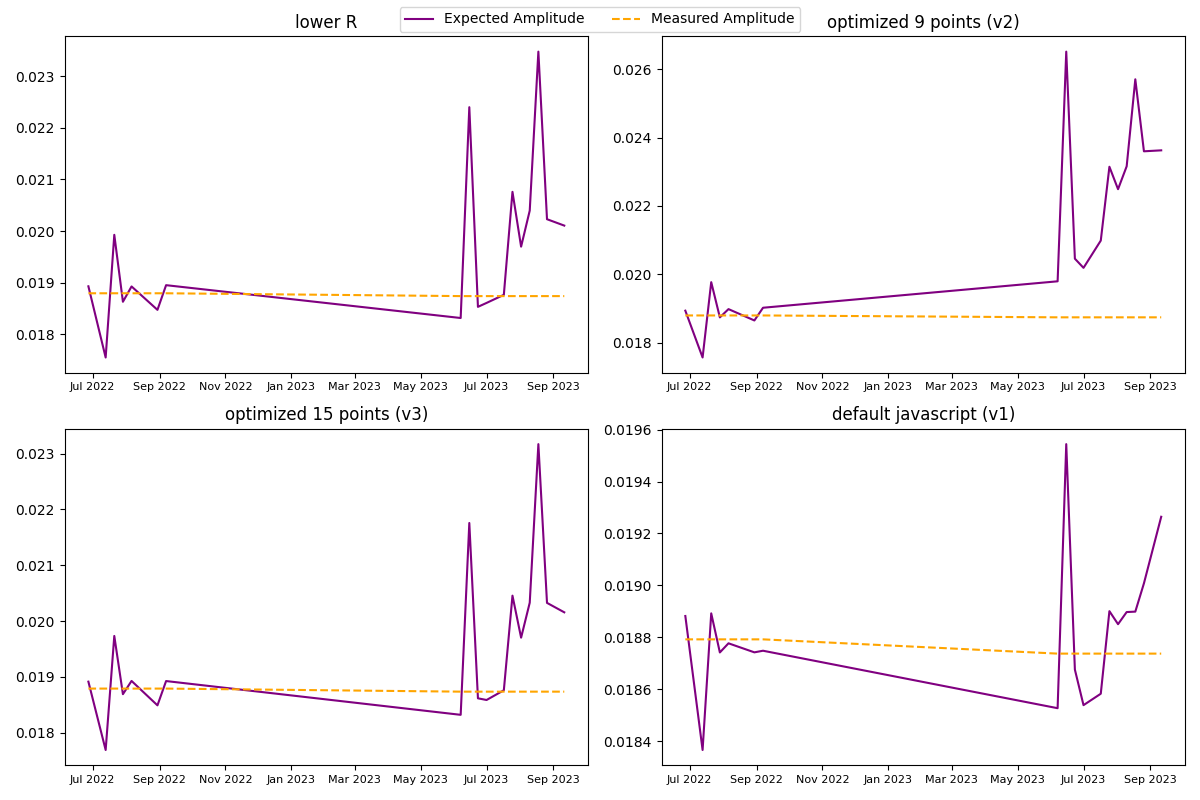 lower R
Expected Amplitude
Measured Amplitude
optimized 9 points (v2)
0.023
0.022
0.021
0.020
0.019
0.018
Jul 2022 Sep 2022 Nov 2022 Jan 2023 Mar 2023 May 2023 Jul 2023 Sep 2023
0.026
0.024
0.022
0.020
0.018
Jul 2022 Sep 2022 Nov 2022 Jan 2023 Mar 2023 May 2023 Jul 2023 Sep 2023
optimized 15 points (v3)
0.023
0.022
0.021
0.020
0.019
0.018
Jul 2022 Sep 2022 Nov 2022 Jan 2023 Mar 2023 May 2023 Jul 2023 Sep 2023
default javascript (v1)
0.0196
0.0194
0.0192
0.0190
0.0188
0.0186
0.0184
Jul 2022 Sep 2022 Nov 2022 Jan 2023 Mar 2023 May 2023 Jul 2023 Sep 2023